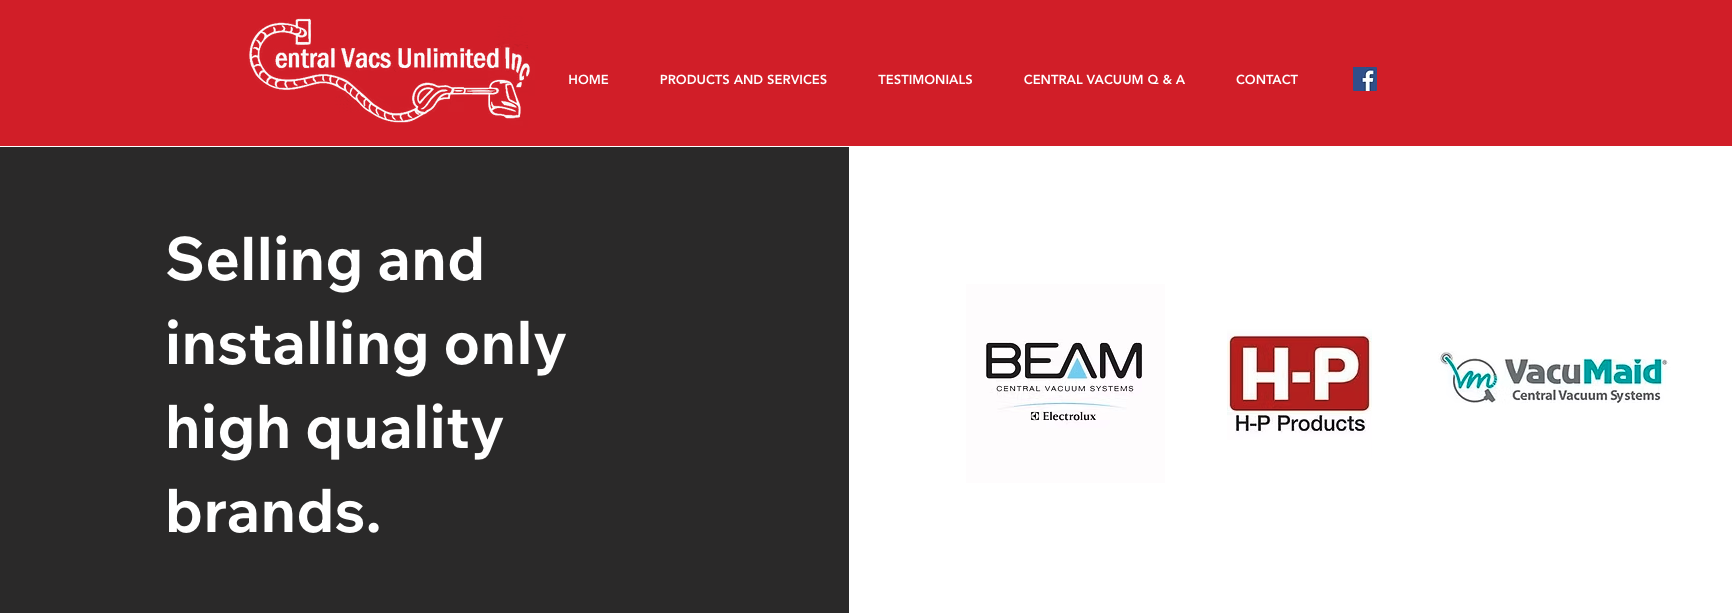 Central Vacs Unlimited Inc
HOME PRODUCTS AND SERVICES TESTIMONIALS CENTRAL VACUUM Q & A CONTACT f
Selling and
installing only
high quality
brands.
BEAM
CENTRAL VACUUM SYSTEMS
Electrolux
H-P
H-P Products
vm VacuMaid®
Central Vacuum Systems